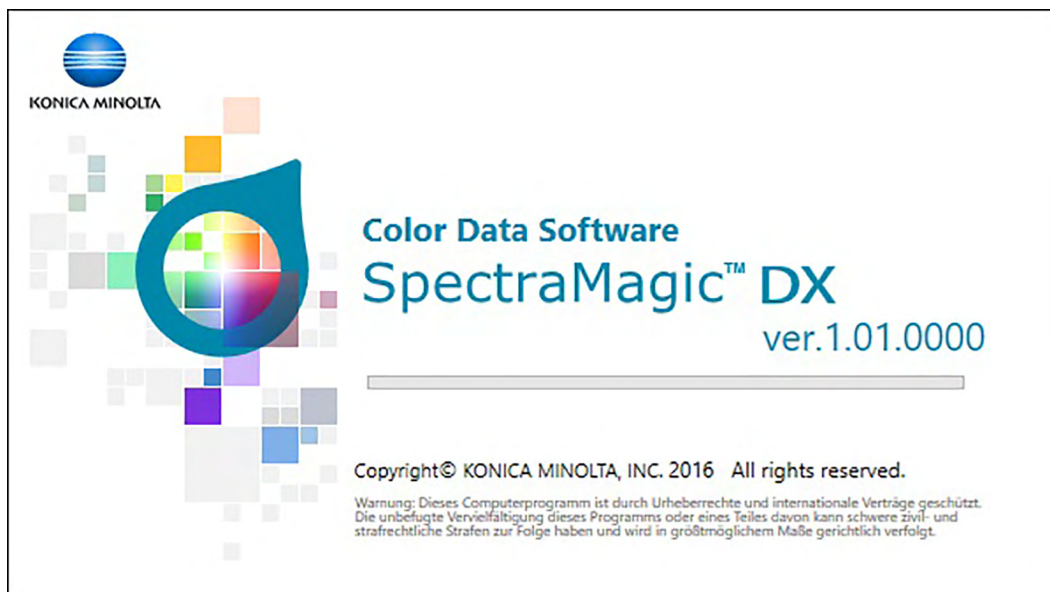 KONICA MINOLTA
Color Data Software
SpectraMagic™ DX
ver.1.01.0000
Copyright© KONICA MINOLTA, INC. 2016 All rights reserved.
Warnung: Dieses Computerprogramm ist durch Urheberrechte und internationale Verträge geschützt.
Die unbefugte Vervielfältigung dieses Programms oder eines Teiles davon kann schwere zivil- und
strafrechtliche Strafen zur Folge haben und wird in größtmöglichem Maße gerichtlich verfolgt.